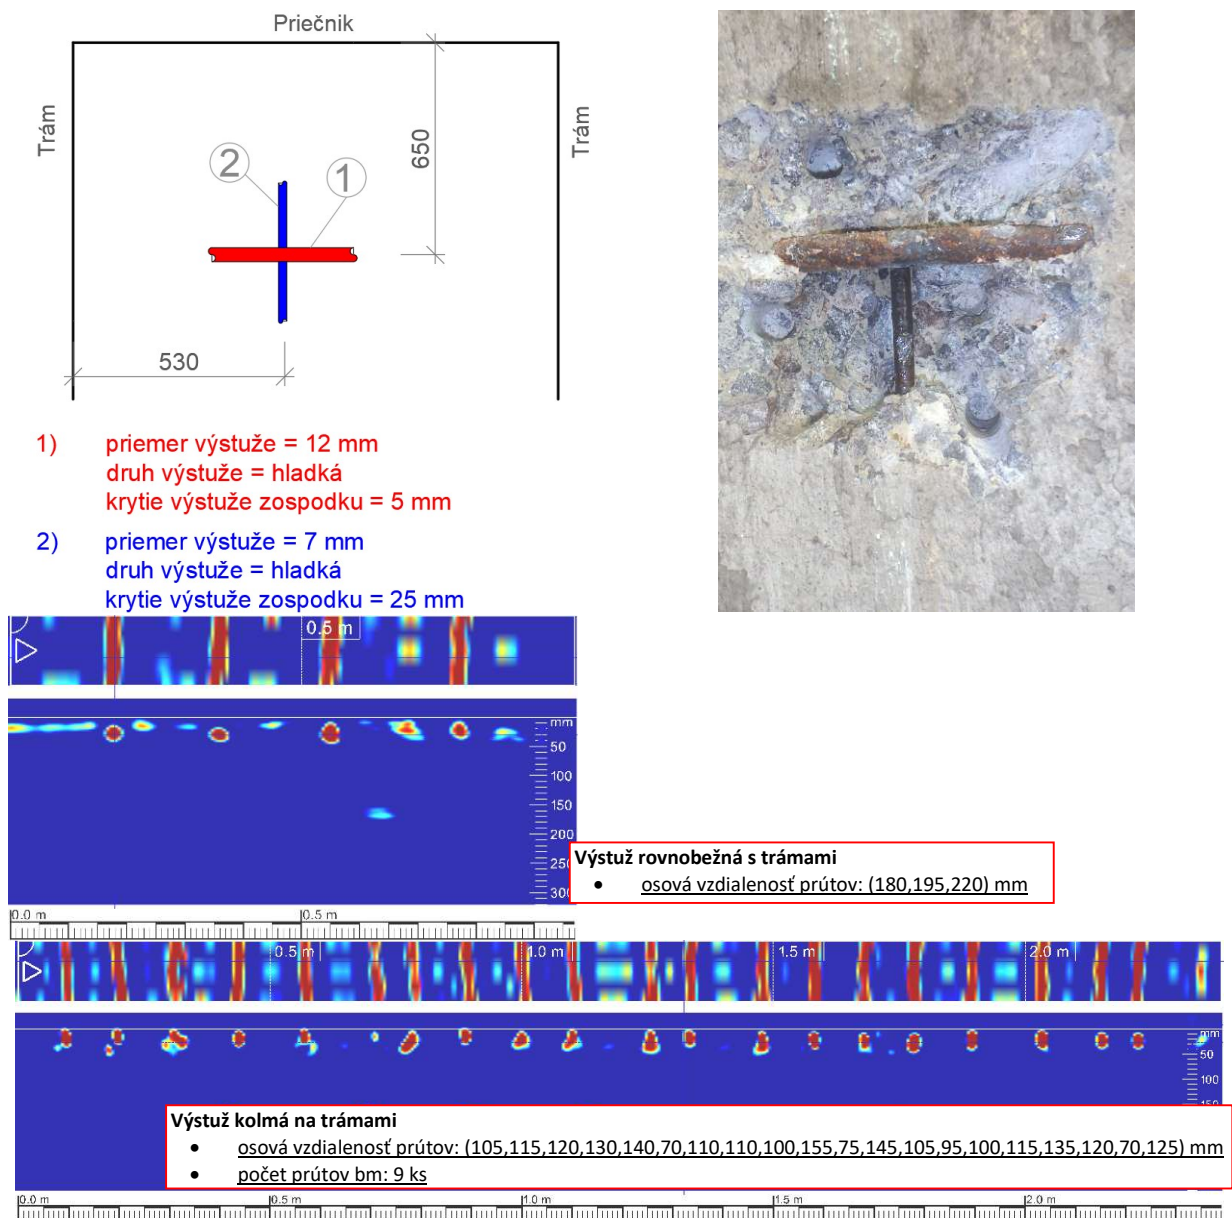 Priečnik
Trám
Trám
650
2
1
530
1) priemer výstuže = 12 mm
druh výstuže = hladká
krytie výstuže zospodku = 5 mm
2) priemer výstuže = 7 mm
druh výstuže = hladká
krytie výstuže zospodku = 25 mm
0.5 m
mm
50
100
150
200
250
300
Výstuž rovnobežná s trámami
• osová vzdialenosť prútov: (180,195,220) mm
0.0 m 0.5 m
0.5 m 1.0 m 1.5 m 2.0 m
mm
50
100
150
Výstuž kolmá na trámami
• osová vzdialenosť prútov: (105,115,120,130,140,70,110,110,100,155,75,145,105,95,100,115,135,120,70,125) mm
• počet prútov bm: 9 ks
0.0 m 0.5 m 1.0 m 1.5 m 2.0 m